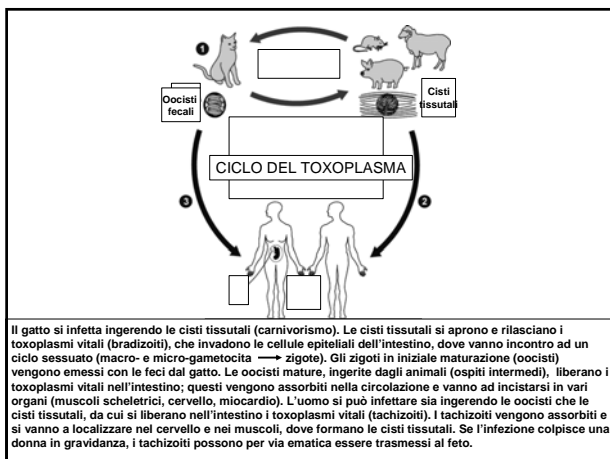 1
Oocisti
fecali
Cisti
tissutali
CICLO DEL TOXOPLASMA
3
2
Il gatto si infetta ingerendo le cisti tissutali (carnivorismo). Le cisti tissutali si aprono e rilasciano i
toxoplasmi vitali (bradizoiti), che invadono le cellule epiteliali dell'intestino, dove vanno incontro ad un
ciclo sessuato (macro- e micro-gametocita → zigote). Gli zigoti in iniziale maturazione (oocisti)
vengono emessi con le feci dal gatto. Le oocisti mature, ingerite dagli animali (ospiti intermedi), liberano i
toxoplasmi vitali nell'intestino; questi vengono assorbiti nella circolazione e vanno ad incistarsi in vari
organi (muscoli scheletrici, cervello, miocardio). L'uomo si può infettare sia ingerendo le oocisti che le
cisti tissutali, da cui si liberano nell'intestino i toxoplasmi vitali (tachizoiti). I tachizoiti vengono assorbiti e
si vanno a localizzare nel cervello e nei muscoli, dove formano le cisti tissutali. Se l'infezione colpisce una
donna in gravidanza, i tachizoiti possono per via ematica essere trasmessi al feto.